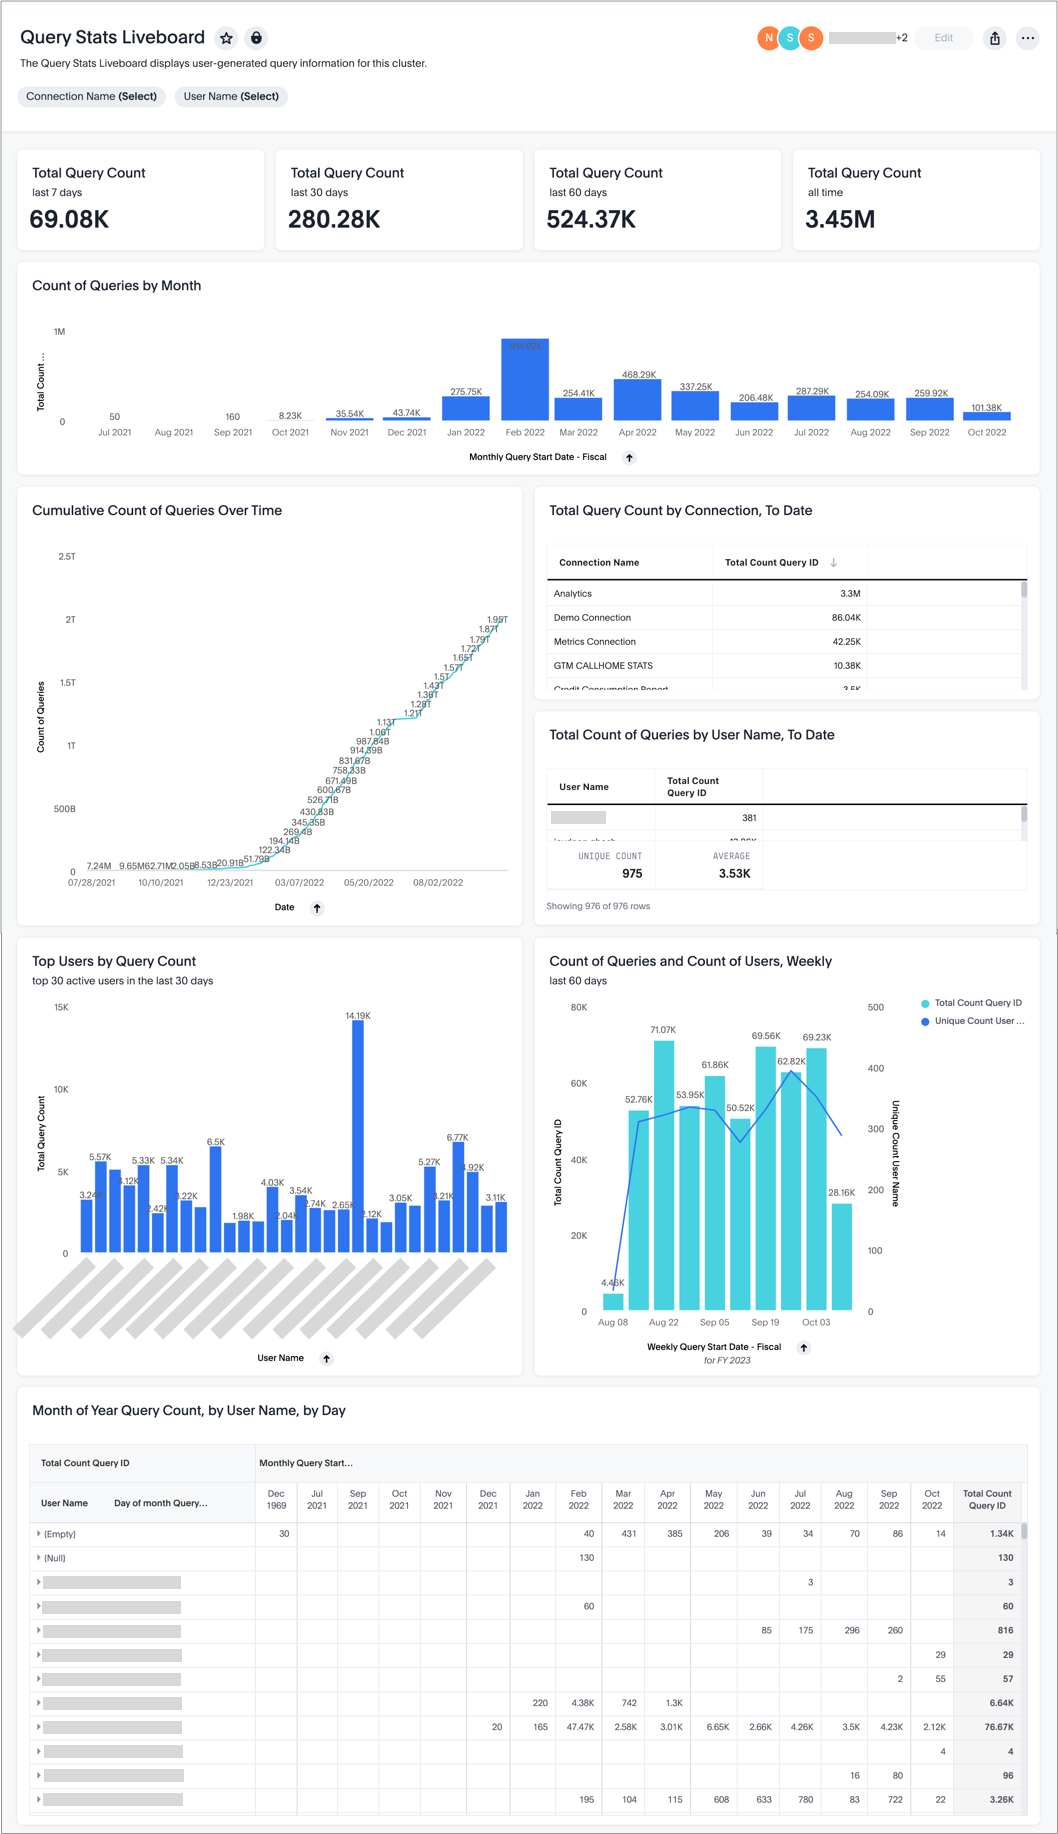 Query Stats Liveboard
N S S +2 Edit
The Query Stats Liveboard displays user-generated query information for this cluster.
Connection Name (Select) User Name (Select)
Total Query Count
last 7 days
69.08K
Total Query Count
last 30 days
280.28K
Total Query Count
last 60 days
524.37K
Total Query Count
all time
3.45M
Count of Queries by Month
Total Count ...
1M
0
50 160 8.23K 35.54K 43.74K 275.75K 914.92K 254.41K 468.29K 337.25K 206.48K 287.29K 254.09K 259.92K 101.38K
Jul 2021 Aug 2021 Sep 2021 Oct 2021 Nov 2021 Dec 2021 Jan 2022 Feb 2022 Mar 2022 Apr 2022 May 2022 Jun 2022 Jul 2022 Aug 2022 Sep 2022 Oct 2022
Monthly Query Start Date - Fiscal
Cumulative Count of Queries Over Time
Count of Queries
2.5T
2T
1.5T
1T
500B
0
1.95T
1.87T
1.79T
1.72T
1.65T
1.57T
1.5T
1.43T
1.36T
1.28T
1.21T
1.13T
1.06T
987.84B
914.39B
831.67B
758.33B
671.49B
600.67B
526.71B
430.83B
345.35B
269.4B
194.14B
122.34B
7.24M 9.65M 62.71M 2.05B 8.53B 20.91B 51.79B
07/28/2021 10/10/2021 12/23/2021 03/07/2022 05/20/2022 08/02/2022
Date
Total Query Count by Connection, To Date
Connection Name Total Count Query ID
Analytics 3.3M
Demo Connection 86.04K
Metrics Connection 42.25K
GTM CALLHOME STATS 10.38K
Credit Consumption Report 3.5K
Total Count of Queries by User Name, To Date
User Name Total Count
Query ID
381
UNIQUE COUNT AVERAGE
975 3.53K
Showing 976 of 976 rows
Top Users by Query Count
top 30 active users in the last 30 days
Total Query Count
15K
10K
5K
0
3.24K 5.57K 4.12K 5.33K 2.42K 5.34K 3.22K 6.5K 1.98K 4.03K 2.04K 3.54K 2.74K 2.65K 14.19K 2.12K 3.05K 5.27K 3.21K 6.77K 4.92K 3.11K
User Name
Count of Queries and Count of Users, Weekly
last 60 days
Total Count Query ID
Unique Count User ...
Total Count Query ID
80K
60K
40K
20K
0
4.46K 52.76K 71.07K 53.95K 61.86K 50.52K 69.56K 62.82K 69.23K 28.16K
500
400
300
200
100
0
Unique Count User Name
Aug 08 Aug 22 Sep 05 Sep 19 Oct 03
Weekly Query Start Date - Fiscal
for FY 2023
Month of Year Query Count, by User Name, by Day
Total Count Query ID Monthly Query Start...
User Name Day of month Query... Dec 1969 Jul 2021 Sep 2021 Oct 2021 Nov 2021 Dec 2021 Jan 2022 Feb 2022 Mar 2022 Apr 2022 May 2022 Jun 2022 Jul 2022 Aug 2022 Sep 2022 Oct 2022 Total Count Query ID
(Empty) 30 40 431 385 206 39 34 70 86 14 1.34K
(Null) 130 130
3 3
60 60
85 175 296 260 816
29 29
2 55 57
220 4.38K 742 1.3K 6.64K
20 165 47.47K 2.58K 3.01K 6.65K 2.66K 4.26K 3.5K 4.23K 2.12K 76.67K
4 4
16 80 96
195 104 115 608 633 780 83 722 22 3.26K